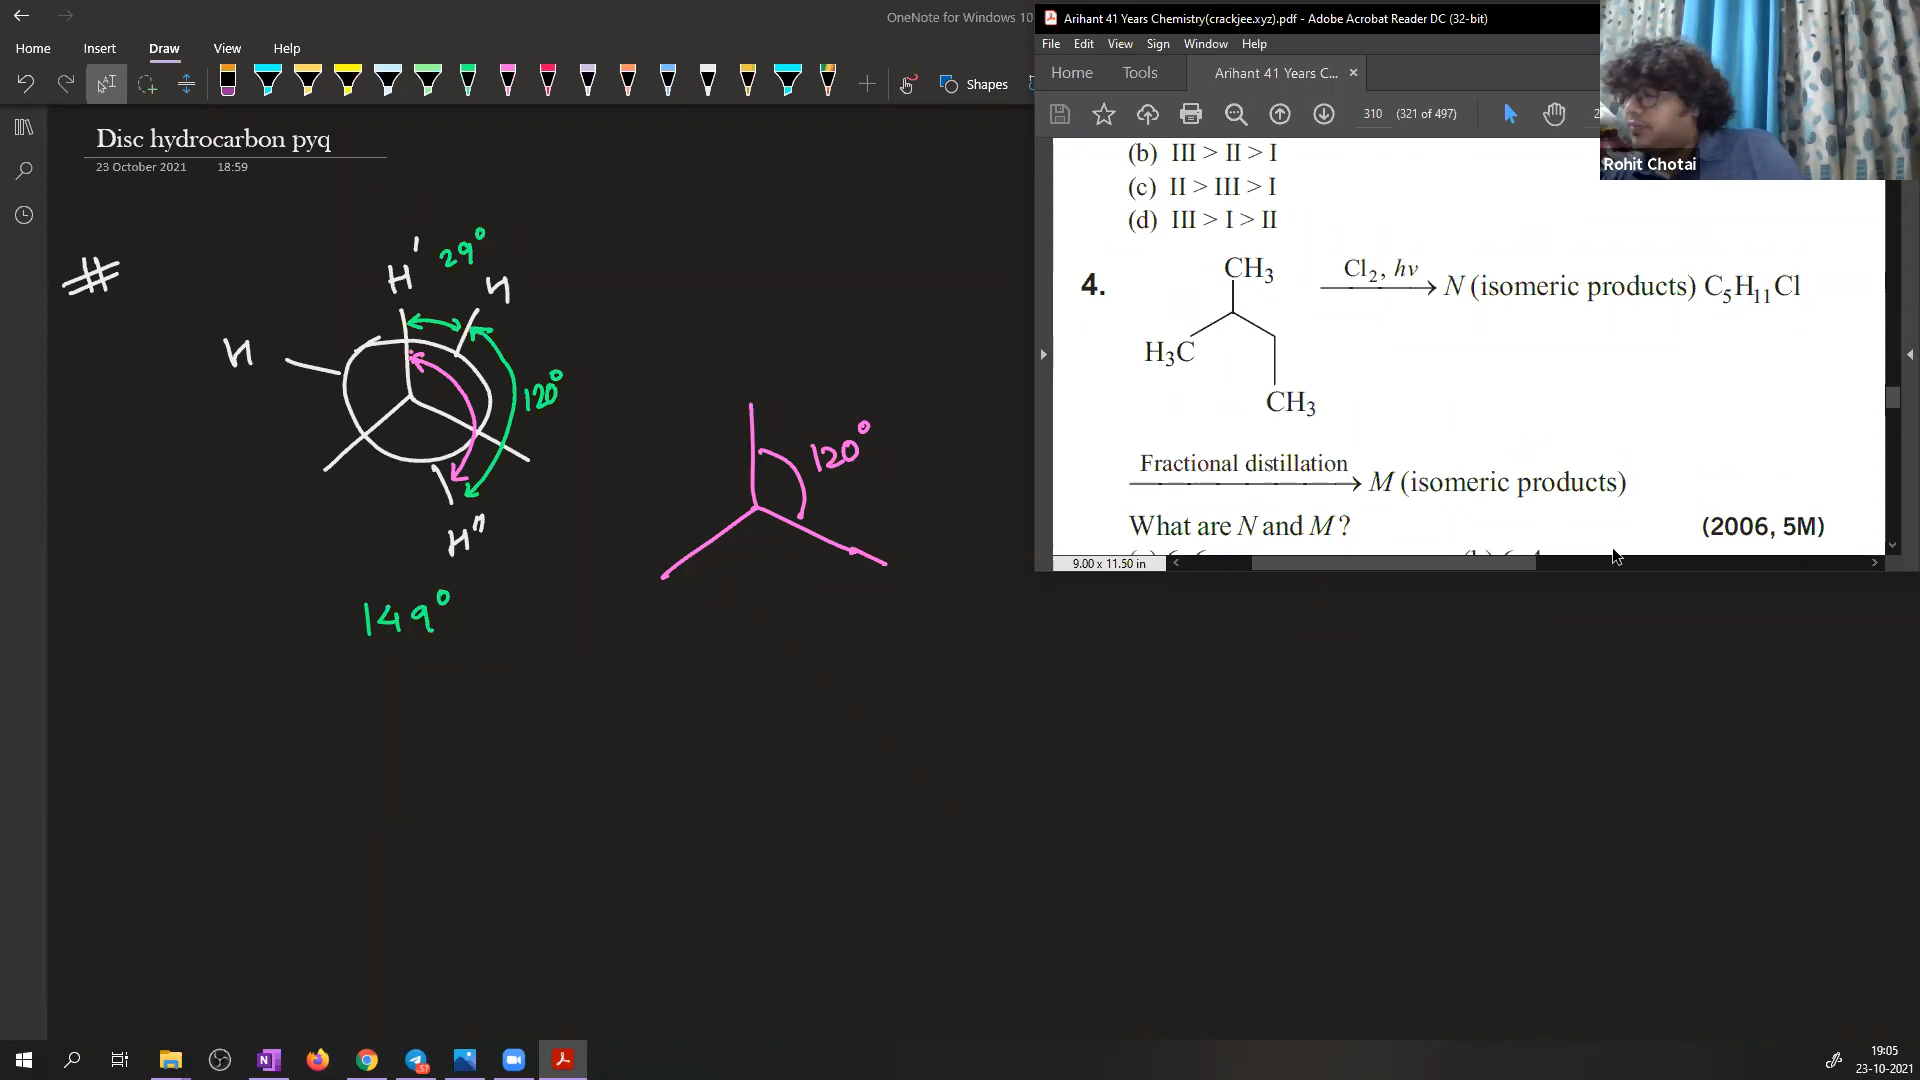 OneNote for Windows 10
Home Insert Draw View Help
Shapes
Disc hydrocarbon pyq
23 October 2021 18:59
H' 29°
H
H
120°
H"
149°
120°
Arihant 41 Years Chemistry(crackjee.xyz).pdf - Adobe Acrobat Reader DC (32-bit)
File Edit View Sign Window Help
Home Tools Arihant 41 Years C... ×
310 (321 of 497) 2
Rohit Chotai
(b) III > II > I
(c) II > III > I
(d) III > I > II
4. CH3 Cl2, hν N (isomeric products) C5H11Cl
H3C
CH3
Fractional distillation M (isomeric products)
What are N and M ? (2006, 5M)
9.00 x 11.50 in
57
19:05
23-10-2021